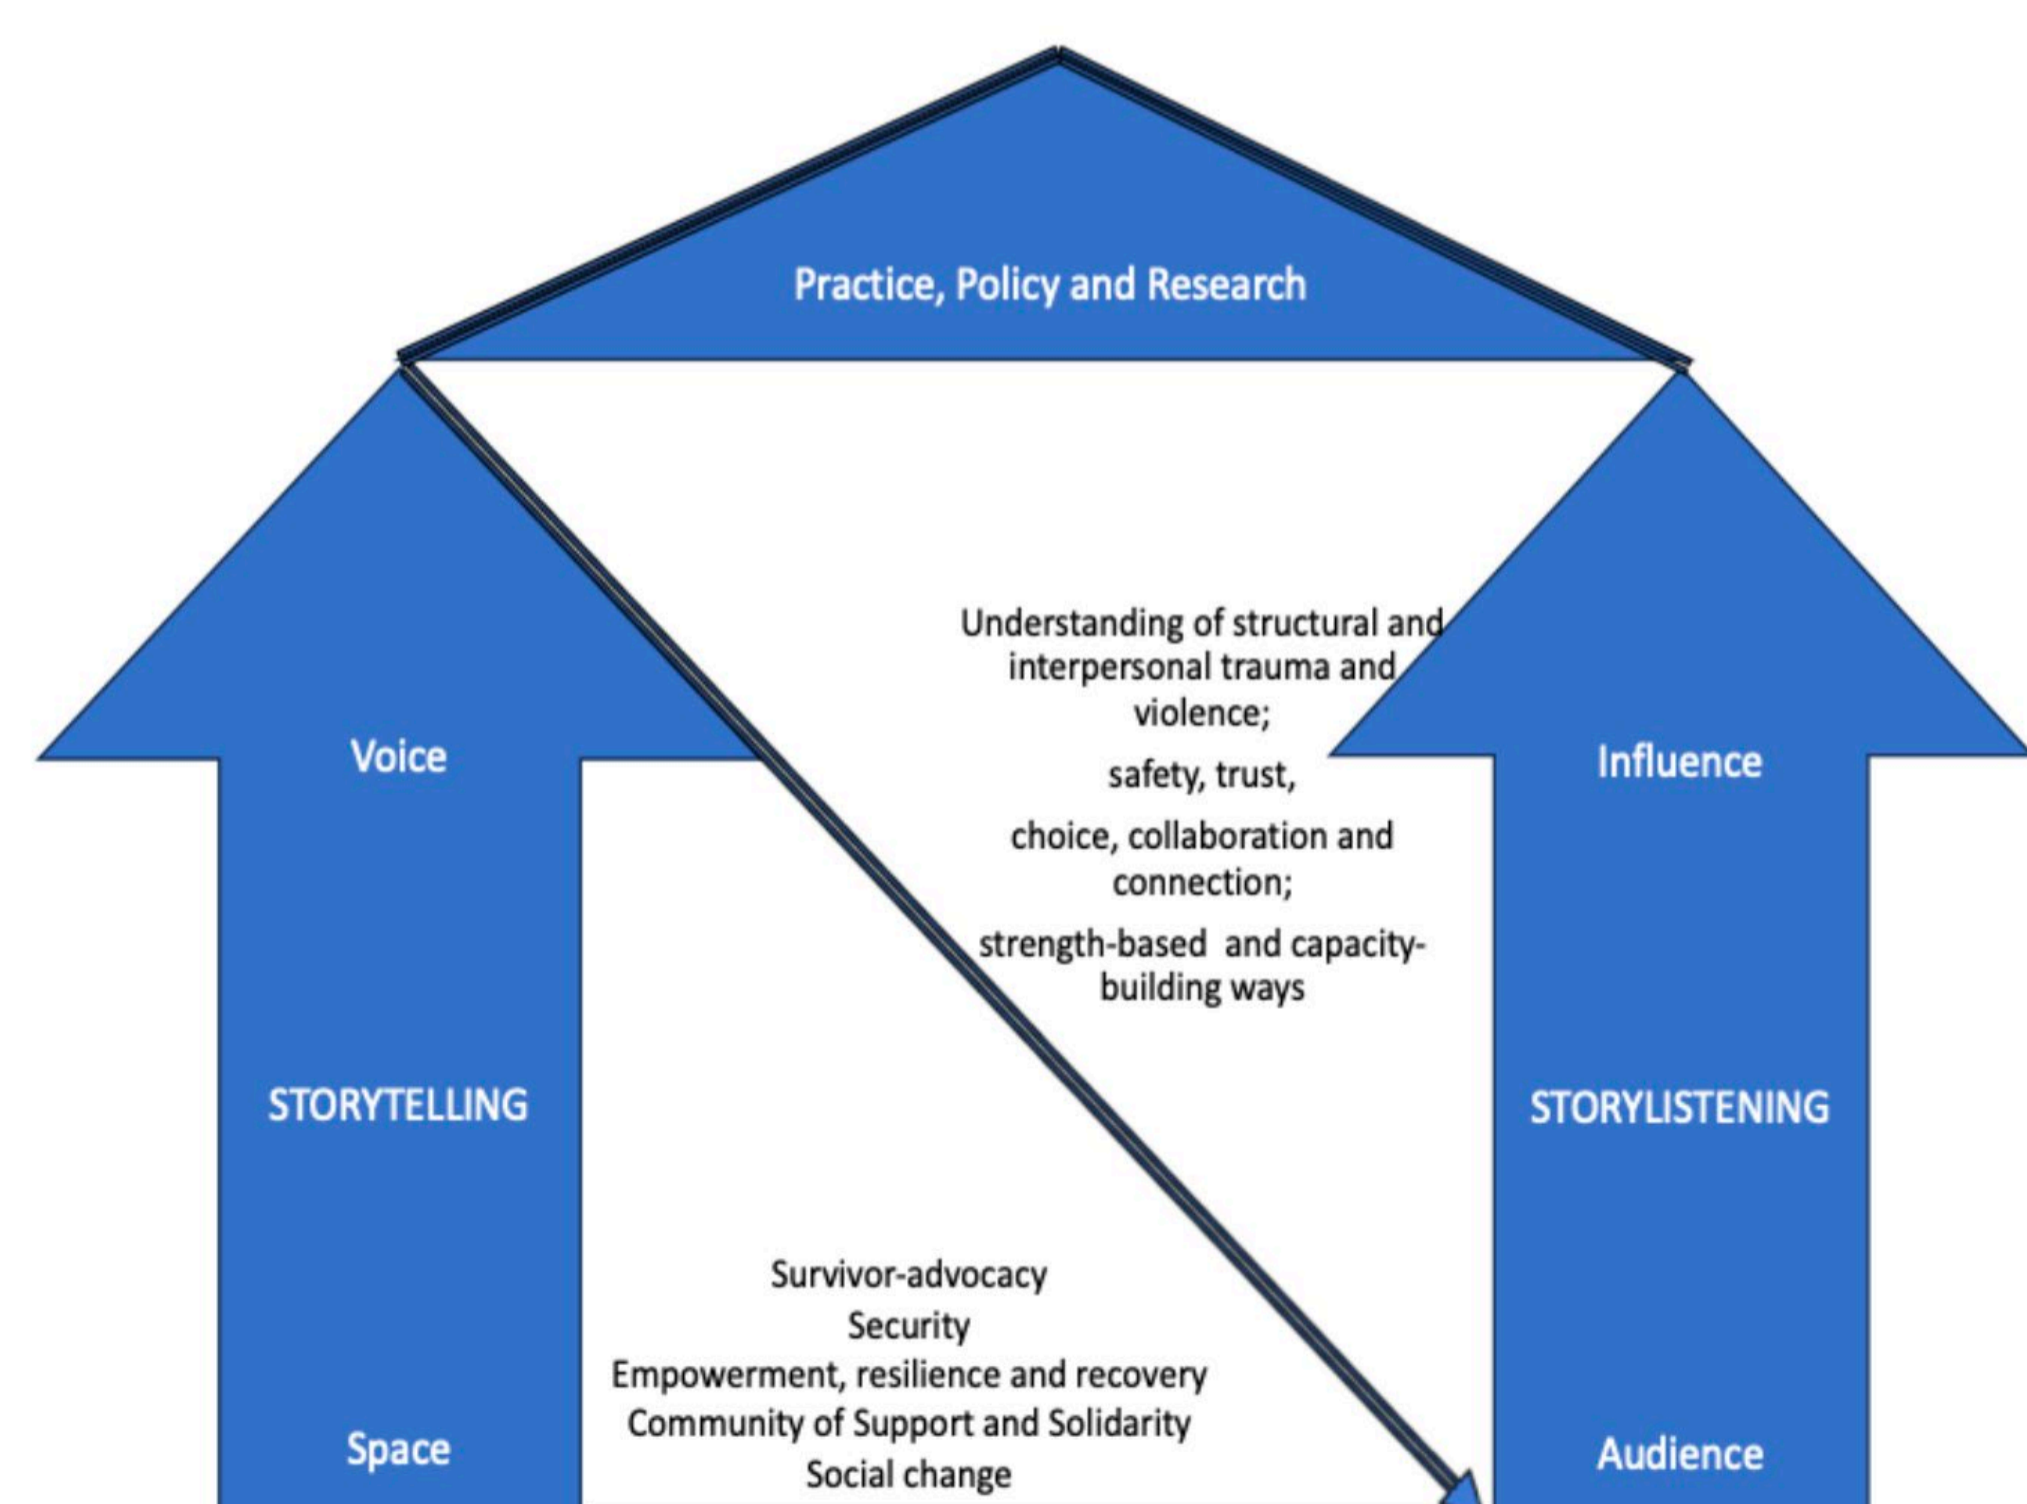 Practice, Policy and Research
Voice
STORYTELLING
Space
Understanding of structural and
interpersonal trauma and
violence;
safety, trust,
choice, collaboration and
connection;
strength-based  and capacity-
building ways
Survivor-advocacy
Security
Empowerment, resilience and recovery
Community of Support and Solidarity
Social change
Influence
STORYLISTENING
Audience